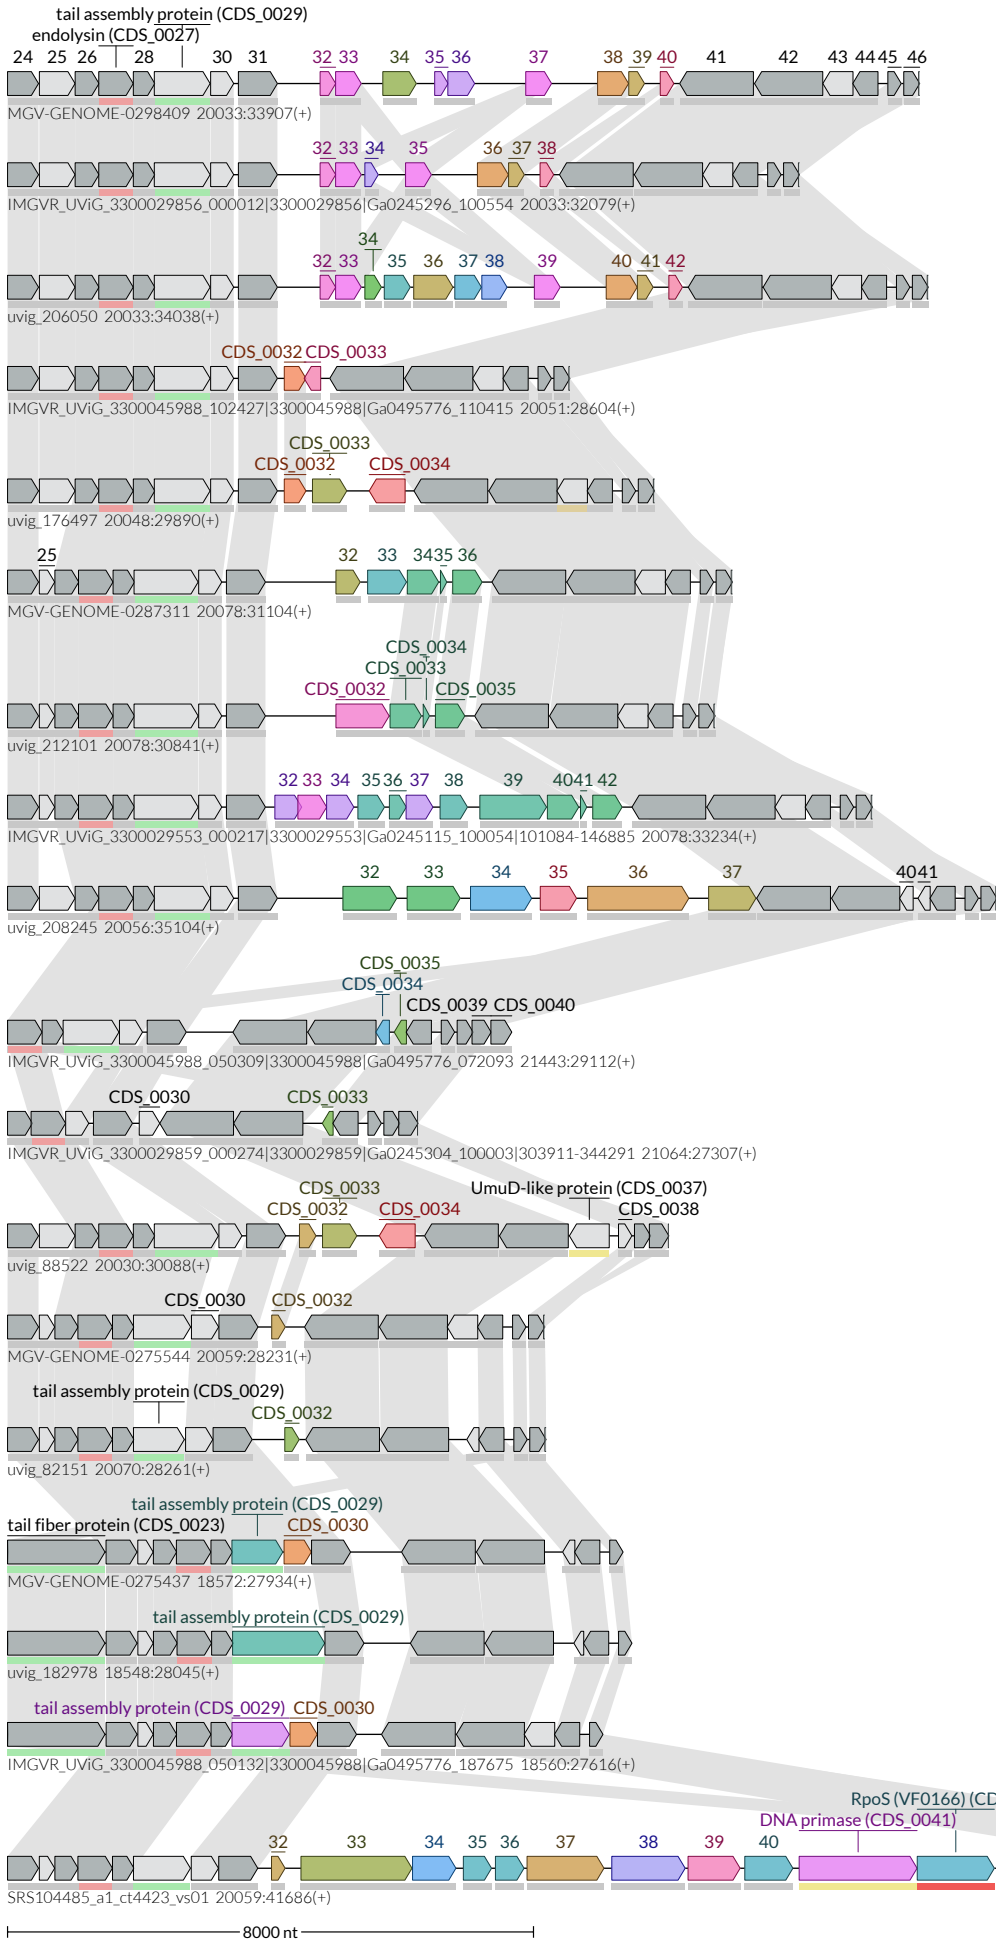 tail assembly protein (CDS_0029)
endolysin (CDS_0027)
24 25 26 28 30 31 32 33 34 35 36 37 38 39 40 41 42 43 44 45 46
MGV-GENOME-0298409 20033:33907(+)
32 33 34 35 36 37 38
IMGVR_UViG_3300029856_000012|3300029856|Ga0245296_100554 20033:32079(+)
34
32 33 35 36 37 38 39 40 41 42
uvig_206050 20033:34038(+)
CDS_0032 CDS_0033
IMGVR_UViG_3300045988_102427|3300045988|Ga0495776_110415 20051:28604(+)
CDS_0033
CDS_0032 CDS_0034
uvig_176497 20048:29890(+)
25 32 33 34 35 36
MGV-GENOME-0287311 20078:31104(+)
CDS_0034
CDS_0033
CDS_0032 CDS_0035
uvig_212101 20078:30841(+)
32 33 34 35 36 37 38 39 40 41 42
IMGVR_UViG_3300029553_000217|3300029553|Ga0245115_100054|101084-146885 20078:33234(+)
32 33 34 35 36 37 40 41
uvig_208245 20056:35104(+)
CDS_0035
CDS_0034
CDS_0039 CDS_0040
IMGVR_UViG_3300045988_050309|3300045988|Ga0495776_072093 21443:29112(+)
CDS_0030 CDS_0033
IMGVR_UViG_3300029859_000274|3300029859|Ga0245304_100003|303911-344291 21064:27307(+)
CDS_0033 UmuD-like protein (CDS_0037)
CDS_0032 CDS_0034 CDS_0038
uvig_88522 20030:30088(+)
CDS_0030 CDS_0032
MGV-GENOME-0275544 20059:28231(+)
tail assembly protein (CDS_0029)
CDS_0032
uvig_82151 20070:28261(+)
tail assembly protein (CDS_0029)
tail fiber protein (CDS_0023) CDS_0030
MGV-GENOME-0275437 18572:27934(+)
tail assembly protein (CDS_0029)
uvig_182978 18548:28045(+)
tail assembly protein (CDS_0029) CDS_0030
IMGVR_UViG_3300045988_050132|3300045988|Ga0495776_187675 18560:27616(+)
RpoS (VF0166) (CD
DNA primase (CDS_0041)
32 33 34 35 36 37 38 39 40
SRS104485_a1_ct4423_vs01 20059:41686(+)
8000 nt